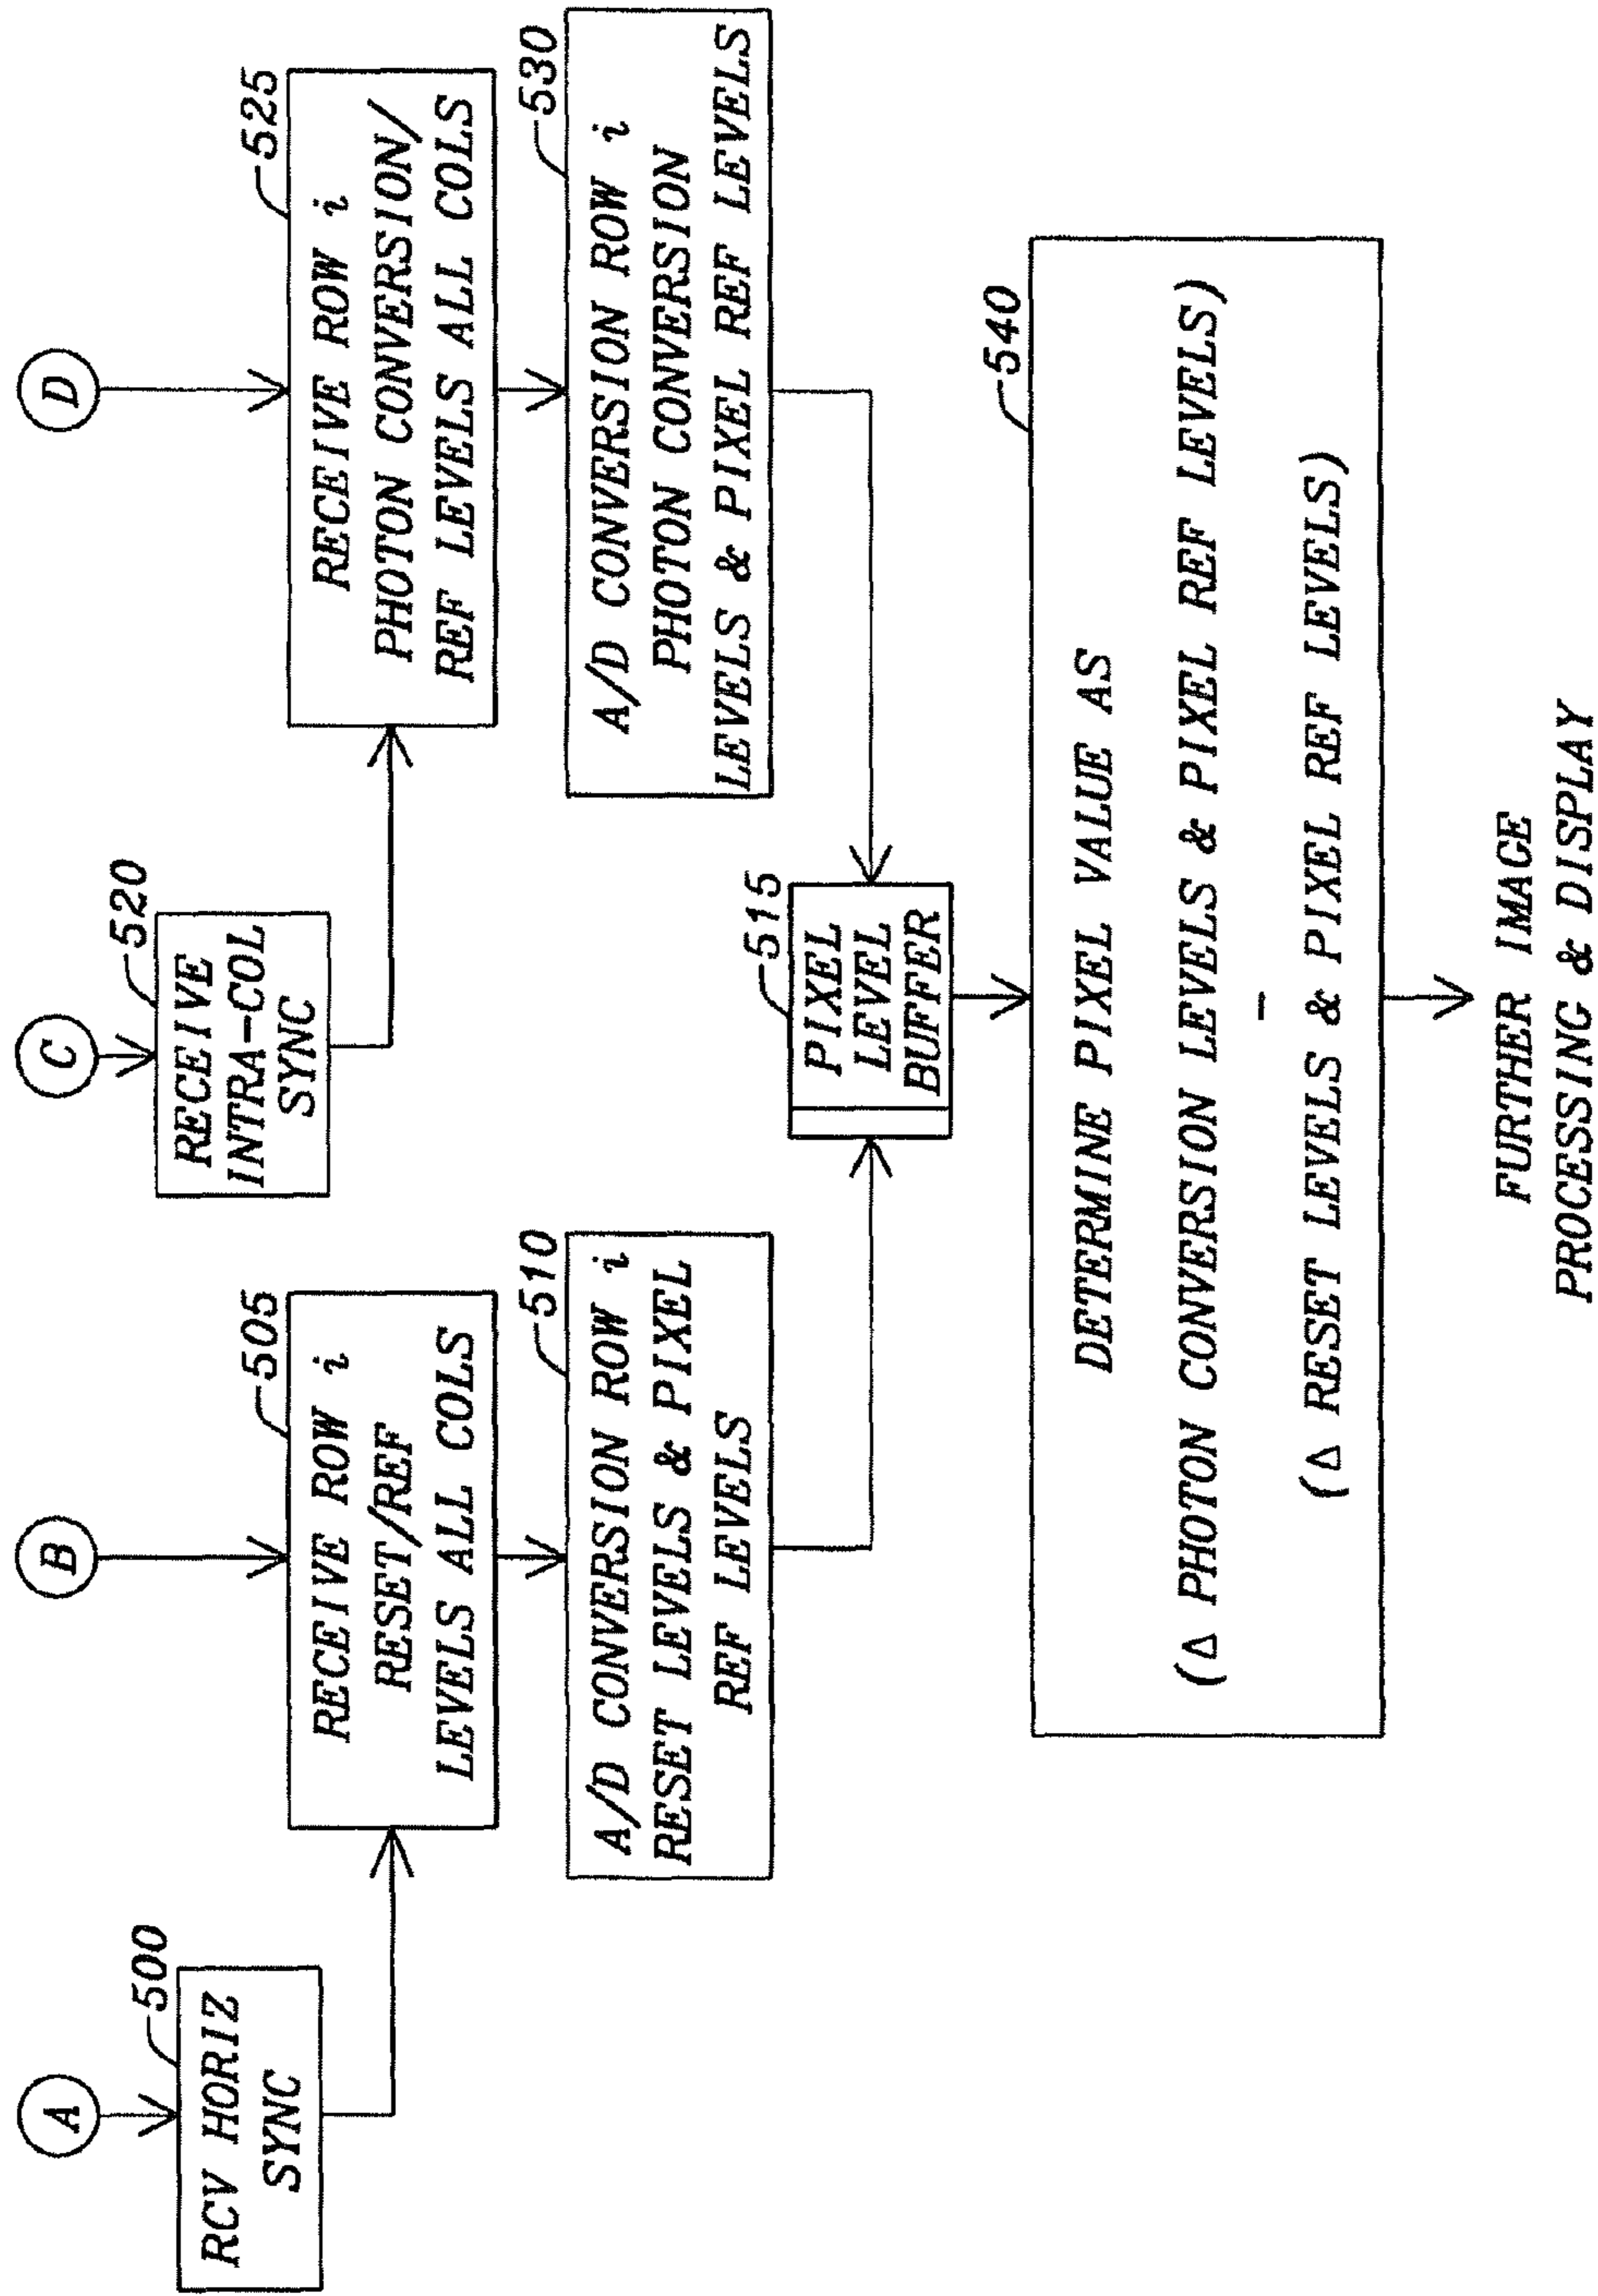 A
B
C
D
500
RCV HORIZ
SYNC
505
RECEIVE ROW i
RESET/REF
LEVELS ALL COLS
510
A/D CONVERSION ROW i
RESET LEVELS & PIXEL
REF LEVELS
520
RECEIVE
INTRA-COL
SYNC
525
RECEIVE ROW i
PHOTON CONVERSION/
REF LEVELS ALL COLS
530
A/D CONVERSION ROW i
PHOTON CONVERSION
LEVELS & PIXEL REF LEVELS
515
PIXEL
LEVEL
BUFFER
540
DETERMINE PIXEL VALUE AS
(Δ PHOTON CONVERSION LEVELS & PIXEL REF LEVELS)
–
(Δ RESET LEVELS & PIXEL REF LEVELS)
FURTHER IMAGE
PROCESSING & DISPLAY